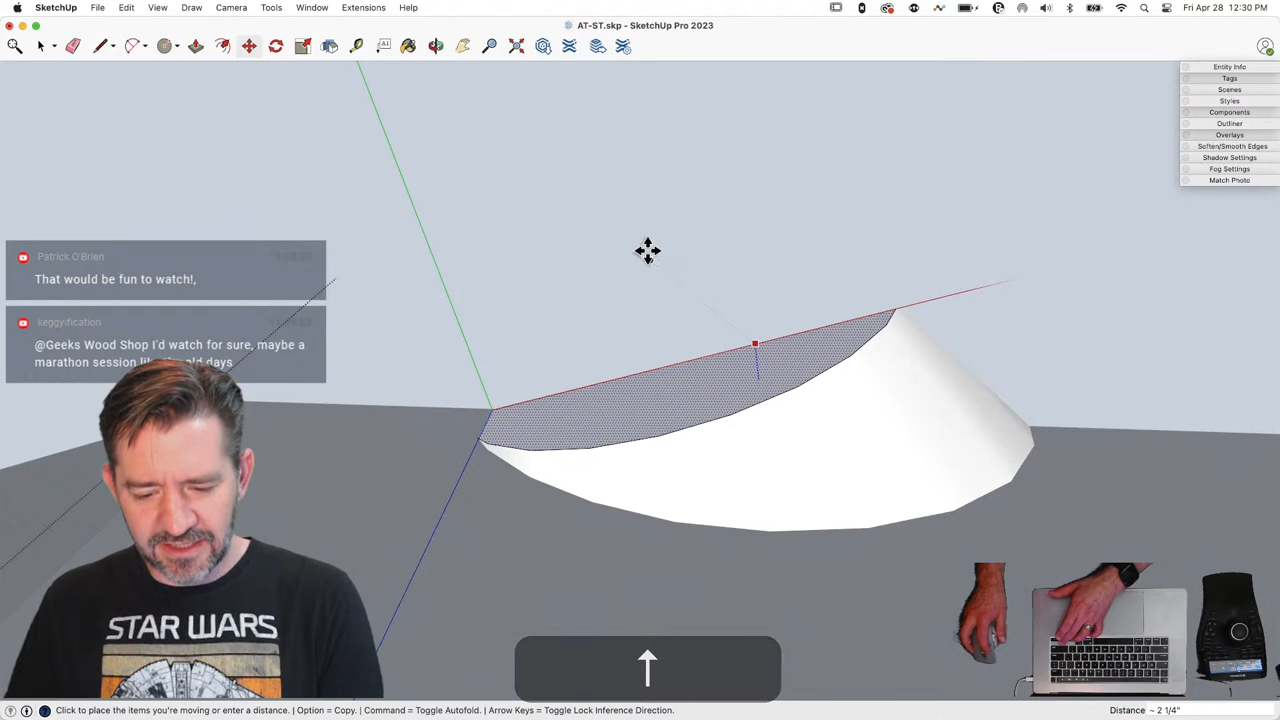 SketchUp File Edit View Draw Camera Tools Window Extensions Help
Fri Apr 28 12:30 PM
AT-ST.skp - SketchUp Pro 2023
Entity Info
Tags
Scenes
Styles
Components
Outliner
Overlays
Soften/Smooth Edges
Shadow Settings
Fog Settings
Match Photo
Patrick O'Brien
That would be fun to watch!,
keggyification
@Geeks Wood Shop I'd watch for sure, maybe a
marathon session like the old days
STAR WARS
Click to place the items you're moving or enter a distance. | Option = Copy. | Command = Toggle Autofold. | Arrow Keys = Toggle Lock Inference Direction.
Distance ~ 2 1/4"